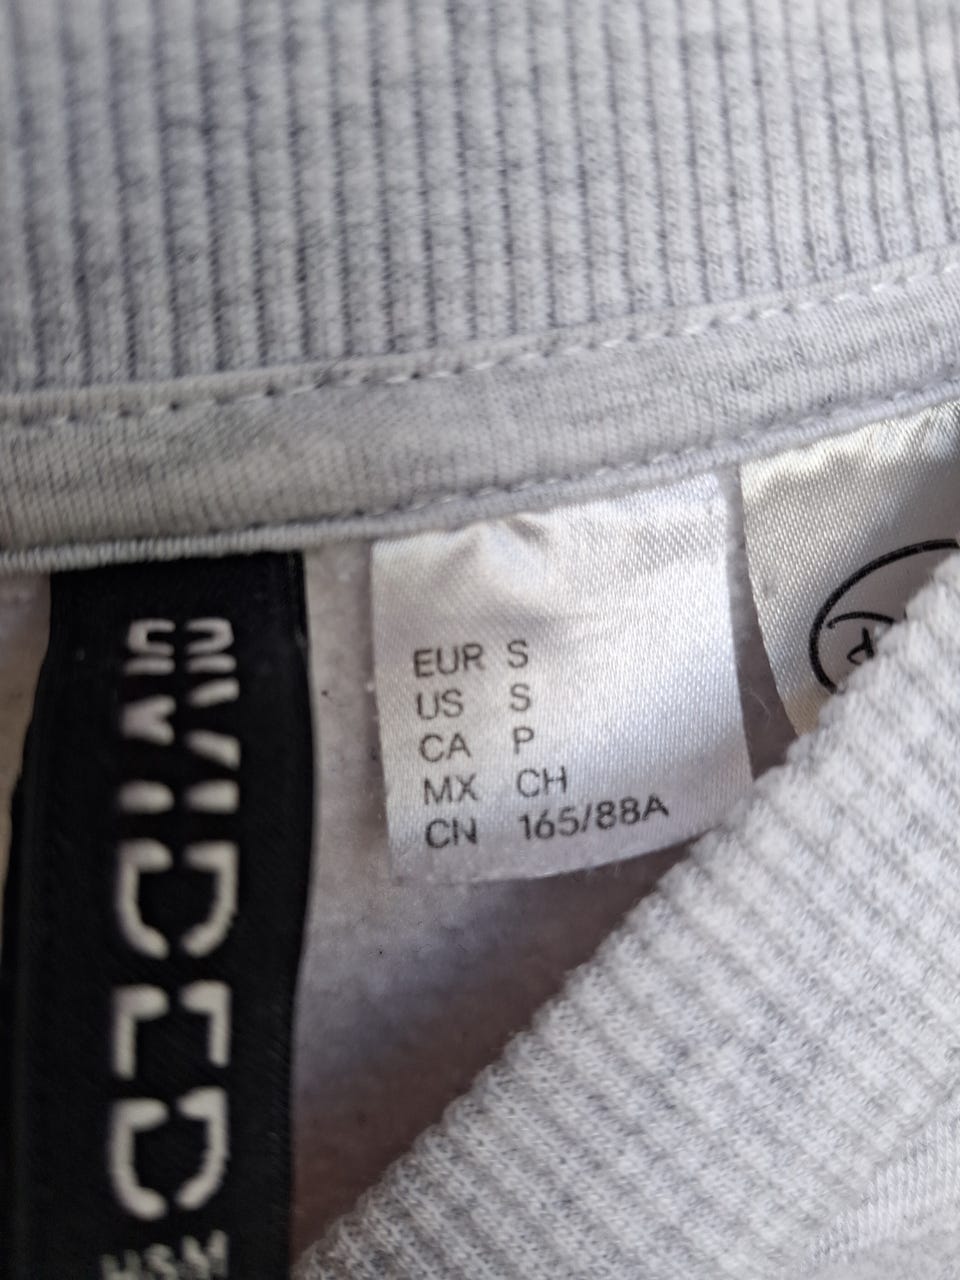 DIVIDED
H&M
EUR S
US S
CA P
MX CH
CN 165/88A